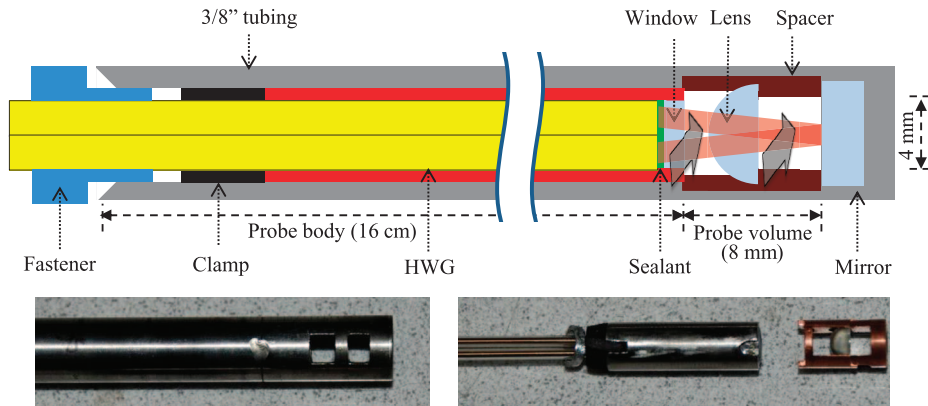 3/8” tubing
Window
Lens
Spacer
4 mm
Probe body (16 cm)
Probe volume
(8 mm)
Fastener
Clamp
HWG
Sealant
Mirror